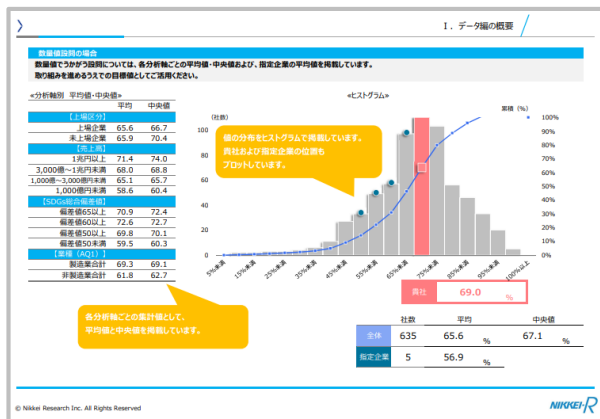 Ⅰ．データ編の概要
数量値設問の場合
数量値でうかがう設問については、各分析軸ごとの平均値・中央値および、指定企業の平均値を掲載しています。
取り組みを進めるうえでの目標値としてご活用ください。
≪分析軸別 平均値・中央値≫
平均 中央値
【上場区分】
上場企業 65.6 66.7
未上場企業 65.9 70.4
【売上高】
1兆円以上 71.4 74.0
3,000億～1兆円未満 68.0 68.8
1,000億～3,000億円未満 65.1 65.7
1,000億円未満 58.6 60.4
【SDGs総合偏差値】
偏差値65以上 70.9 72.4
偏差値60以上 72.6 72.7
偏差値50以上 69.8 70.1
偏差値50未満 59.5 60.3
【業種（AQ1）】
製造業合計 69.3 69.1
非製造業合計 61.8 62.7
各分析軸ごとの集計値として、
平均値と中央値を掲載しています。
≪ヒストグラム≫
（社数）
累積（%）
値の分布をヒストグラムで掲載しています。
貴社および指定企業の位置も
プロットしています。
100
80
60
40
20
0
100%
90%
80%
70%
60%
50%
40%
30%
20%
10%
0%
5%未満
15%未満
25%未満
35%未満
45%未満
55%未満
65%未満
75%未満
85%未満
95%未満
100%以上
貴社 69.0 %
社数 平均 中央値
全体 635 65.6 % 67.1 %
指定企業 5 56.9 %
© Nikkei Research Inc. All Rights Reserved
NIKKEI-R